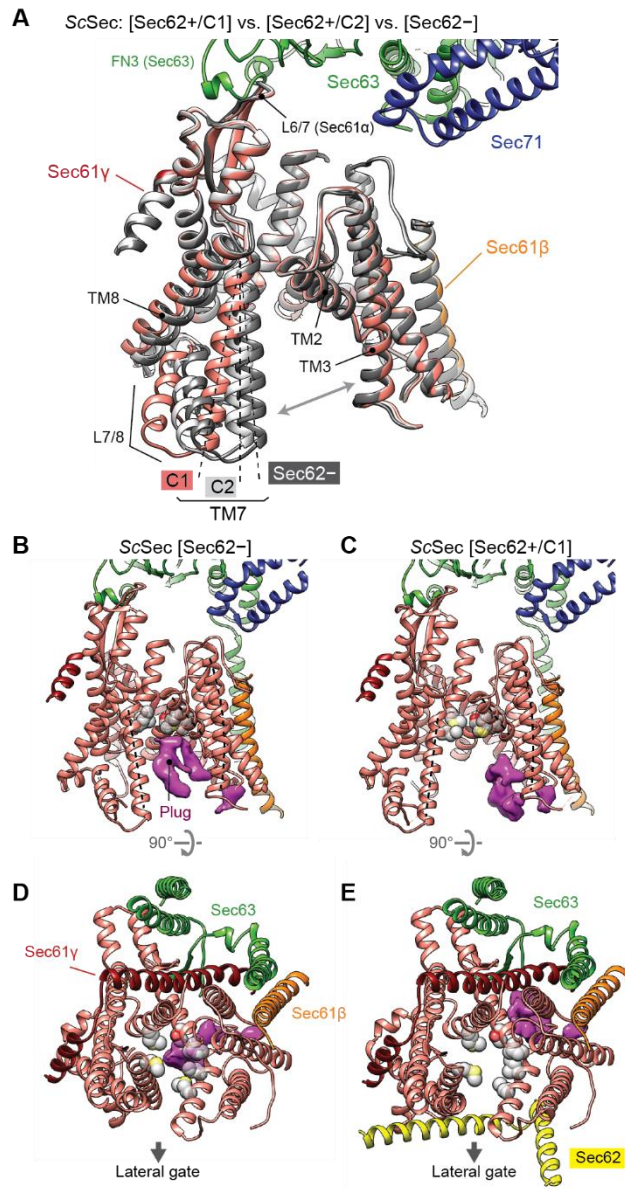 A
ScSec: [Sec62+/C1] vs. [Sec62+/C2] vs. [Sec62−]
FN3 (Sec63)
Sec63
L6/7 (Sec61α)
Sec71
Sec61γ
Sec61β
TM8
TM2
TM3
L7/8
C1
C2
Sec62−
TM7
B
ScSec [Sec62−]
C
ScSec [Sec62+/C1]
Plug
90°
90°
D
E
Sec63
Sec61γ
Sec61β
Lateral gate
Lateral gate
Sec62